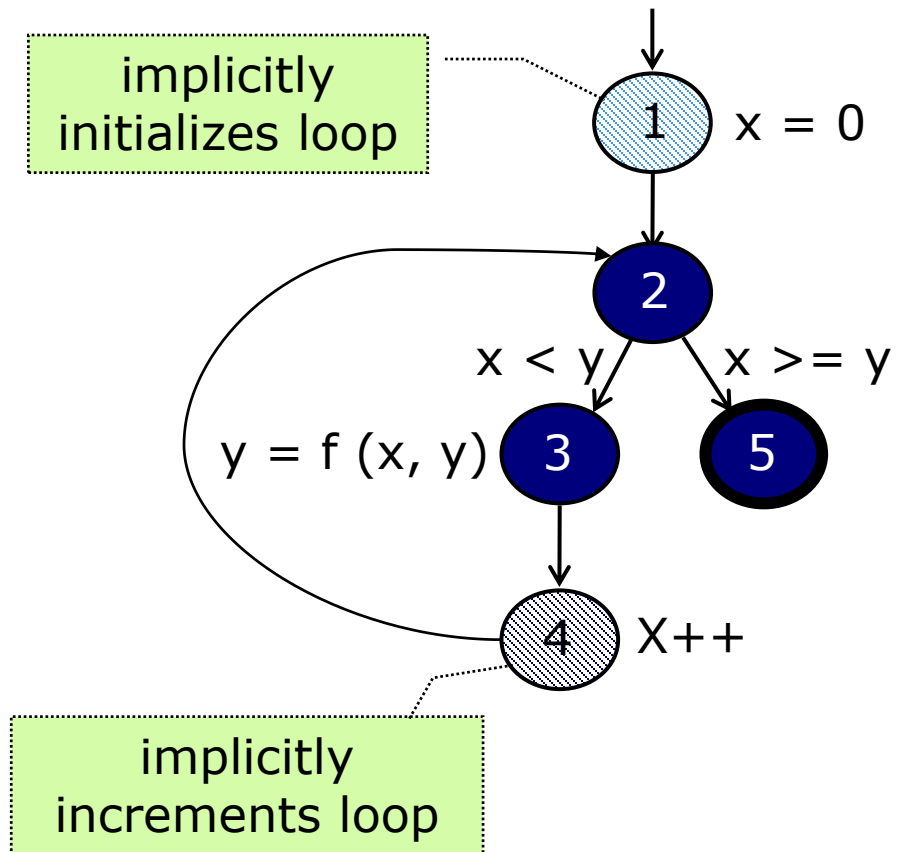 implicitly
initializes loop
1
x = 0
2
x < y
x >= y
y = f (x, y)
3
5
4
X++
implicitly
increments loop